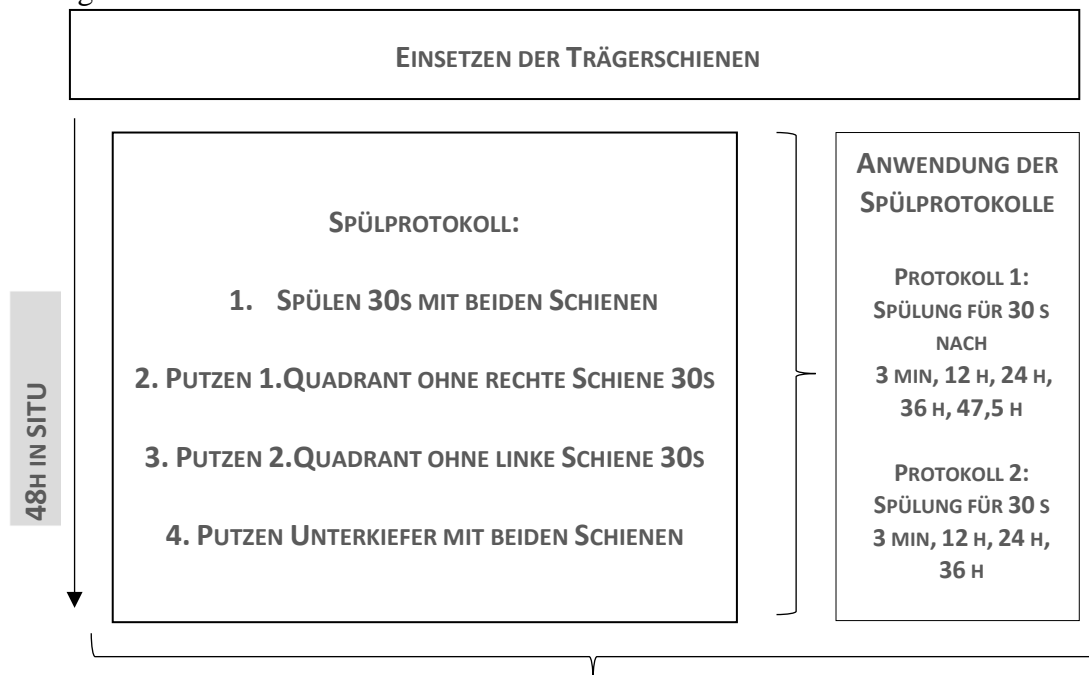 EINSETZEN DER TRÄGERSCHIENEN
48H IN SITU
SPÜLPROTOKOLL:
1. SPÜLEN 30S MIT BEIDEN SCHIENEN
2. PUTZEN 1.QUADRANT OHNE RECHTE SCHIENE 30S
3. PUTZEN 2.QUADRANT OHNE LINKE SCHIENE 30S
4. PUTZEN UNTERKIEFER MIT BEIDEN SCHIENEN
ANWENDUNG DER
SPÜLPROTOKOLLE
PROTOKOLL 1:
SPÜLUNG FÜR 30 S
NACH
3 MIN, 12 H, 24 H,
36 H, 47,5 H
PROTOKOLL 2:
SPÜLUNG FÜR 30 S
3 MIN, 12 H, 24 H,
36 H